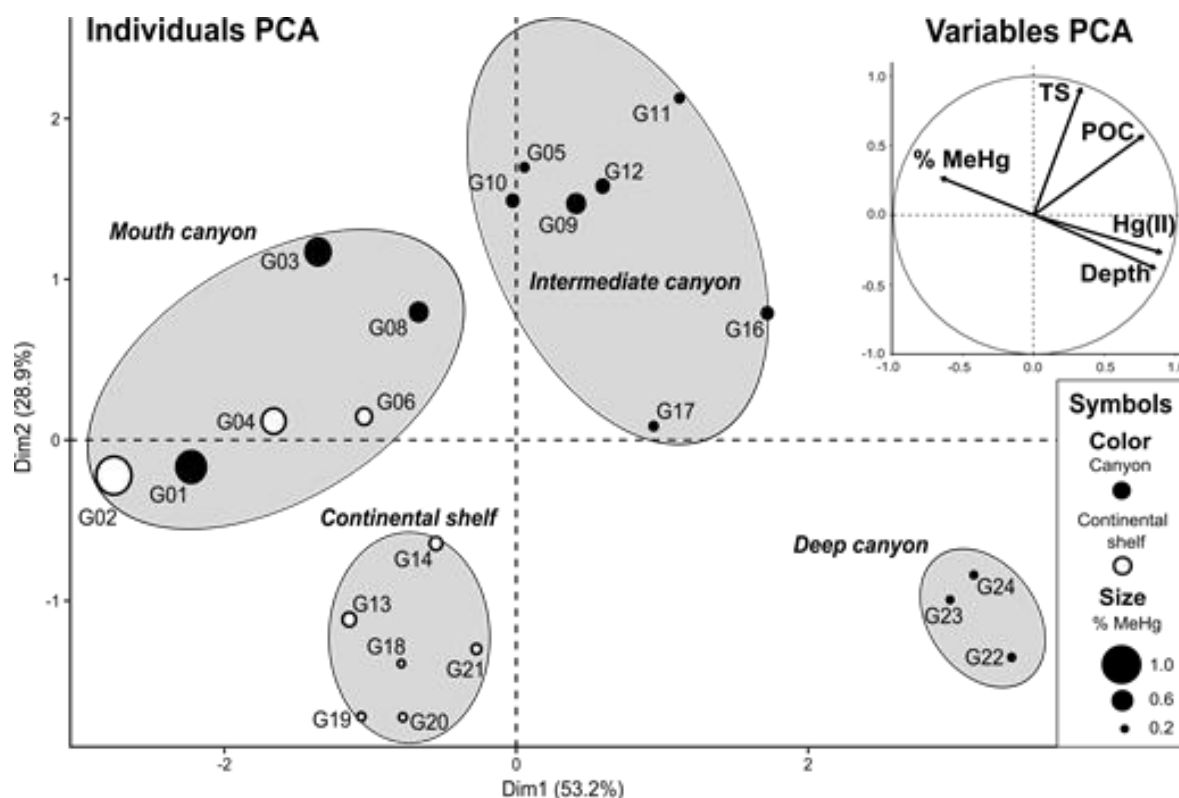 Individuals PCA
Variables PCA
1.0
0.5
0.0
-0.5
-1.0
-1.0
-0.5
0.0
0.5
1.0
TS
POC
% MeHg
Hg(II)
Depth
2
1
0
-1
Dim2 (28.9%)
G11
G05
G10
G12
G09
Mouth canyon
G03
Intermediate canyon
G08
G16
G04
G06
G17
G01
G02
Continental shelf
G14
G13
G18
G21
G19
G20
Deep canyon
G24
G23
G22
Symbols
Color
Canyon
Continental
shelf
Size
% MeHg
1.0
0.6
0.2
-2
0
2
Dim1 (53.2%)